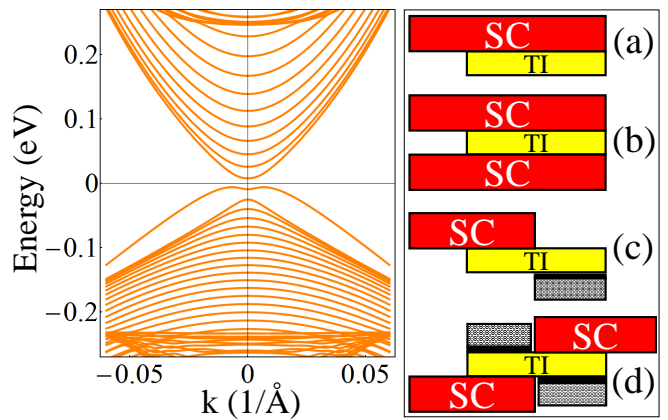 0.2
0.1
0
−0.1
−0.2
Energy (eV)
−0.05
0
0.05
k (1/Å)
SC
TI
(a)
SC
TI
SC
(b)
SC
TI
(c)
SC
TI
SC
(d)